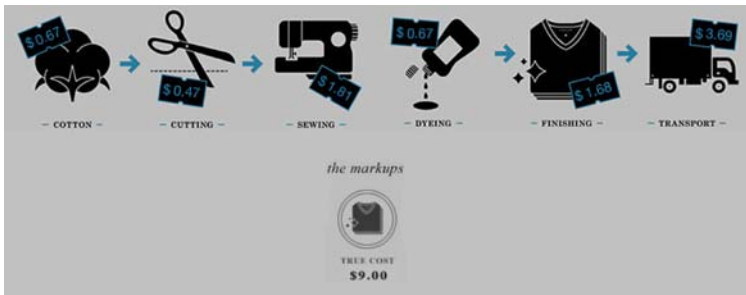 $0.67
$0.47
$1.81
$0.67
$1.68
$3.69
— COTTON —
— CUTTING —
— SEWING —
— DYEING —
— FINISHING —
— TRANSPORT —
the markups
TRUE COST
$9.00